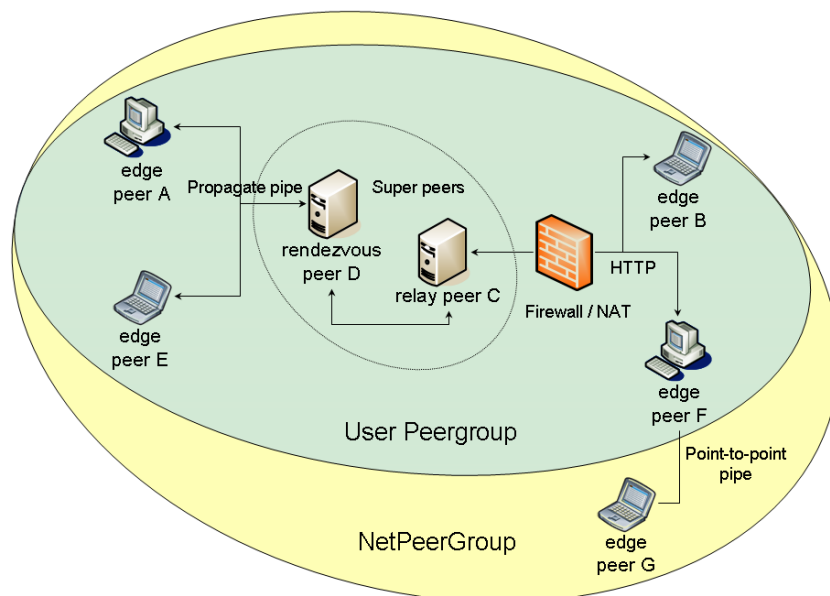 edge
peer A
Propagate pipe
Super peers
rendezvous
peer D
relay peer C
edge
peer B
HTTP
Firewall / NAT
edge
peer E
edge
peer F
User Peergroup
Point-to-point
pipe
NetPeerGroup
edge
peer G